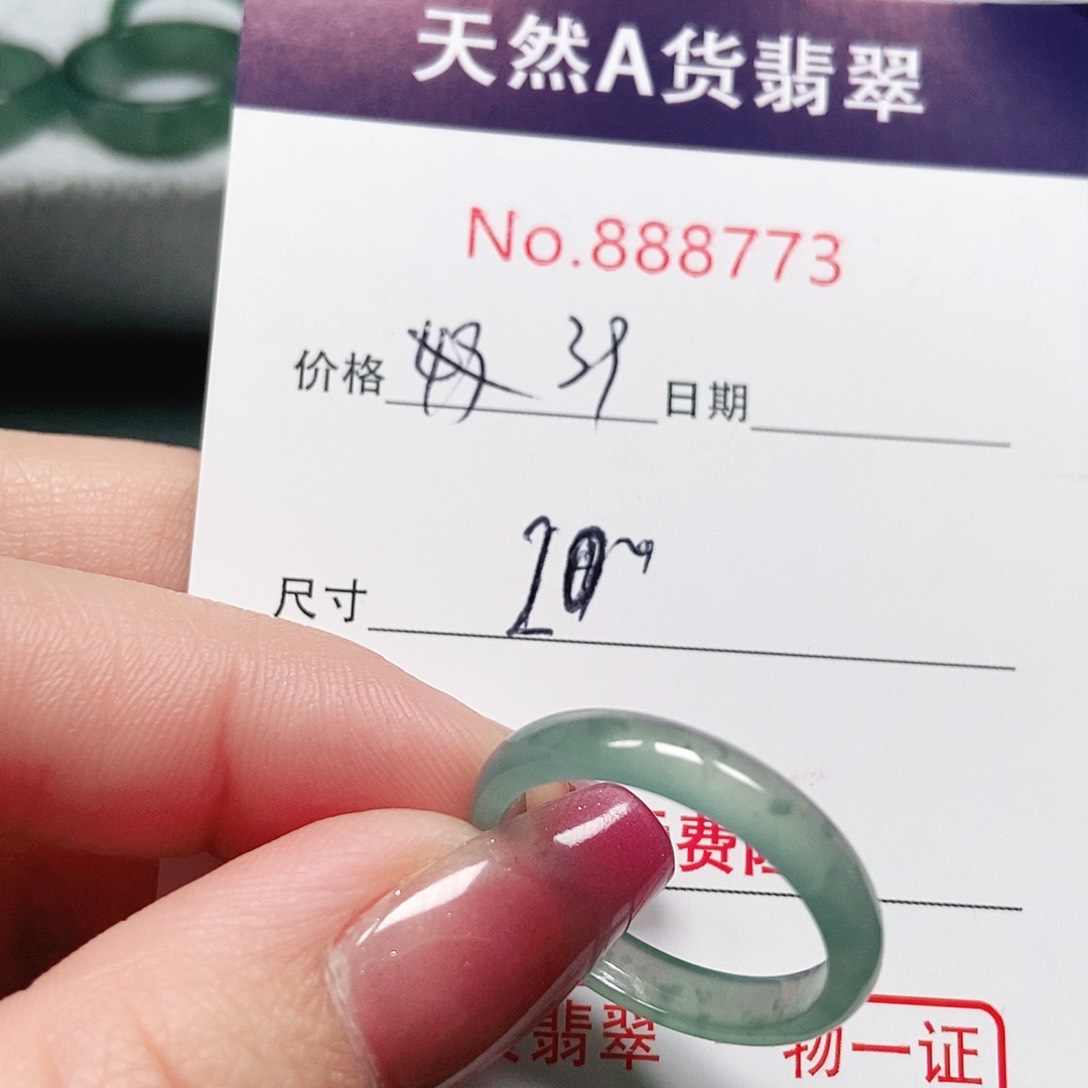 天然A货翡翠
No.888773
价格 39 日期
尺寸 20
费
翡翠 物一证